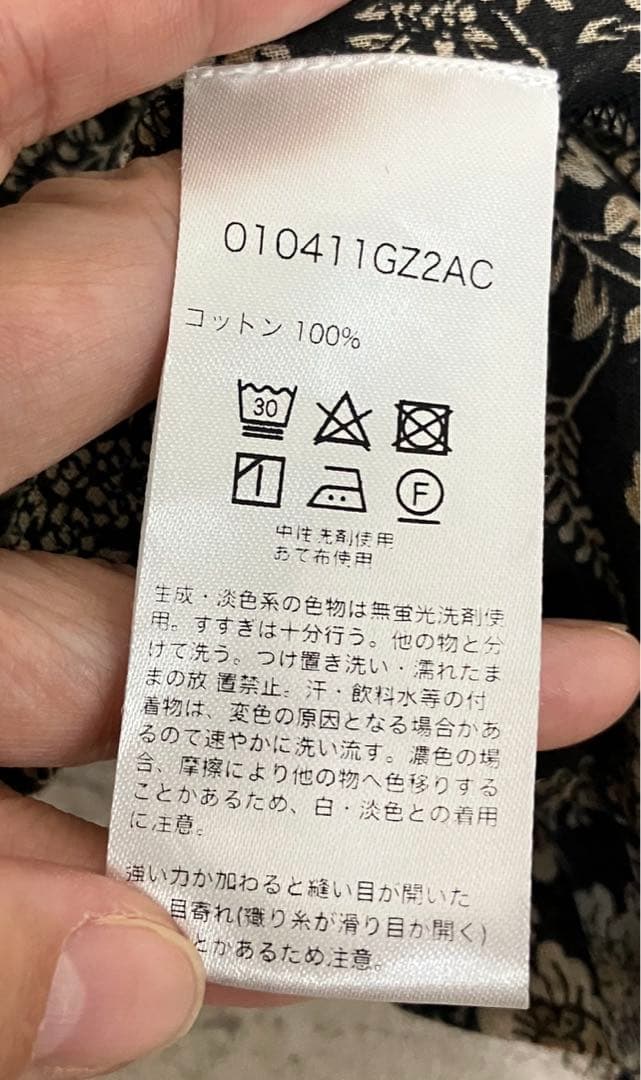 010411GZ2AC
コットン 100%
30
F
中性洗剤使用
あて布使用
生成・淡色系の色物は無蛍光洗剤使
用。すすぎは十分行う。他の物と分
けて洗う。つけ置き洗い・濡れたま
まの放 置禁止。汗・飲料水等の付
着物は、変色の原因となる場合があ
るので速やかに洗い流す。濃色の場
合、摩擦により他の物へ色移りする
ことがあるため、白・淡色との着用
に注意。
強い力が加わると縫い目が開いた
目寄れ(織り糸が滑り目が開く)
とがあるため注意。